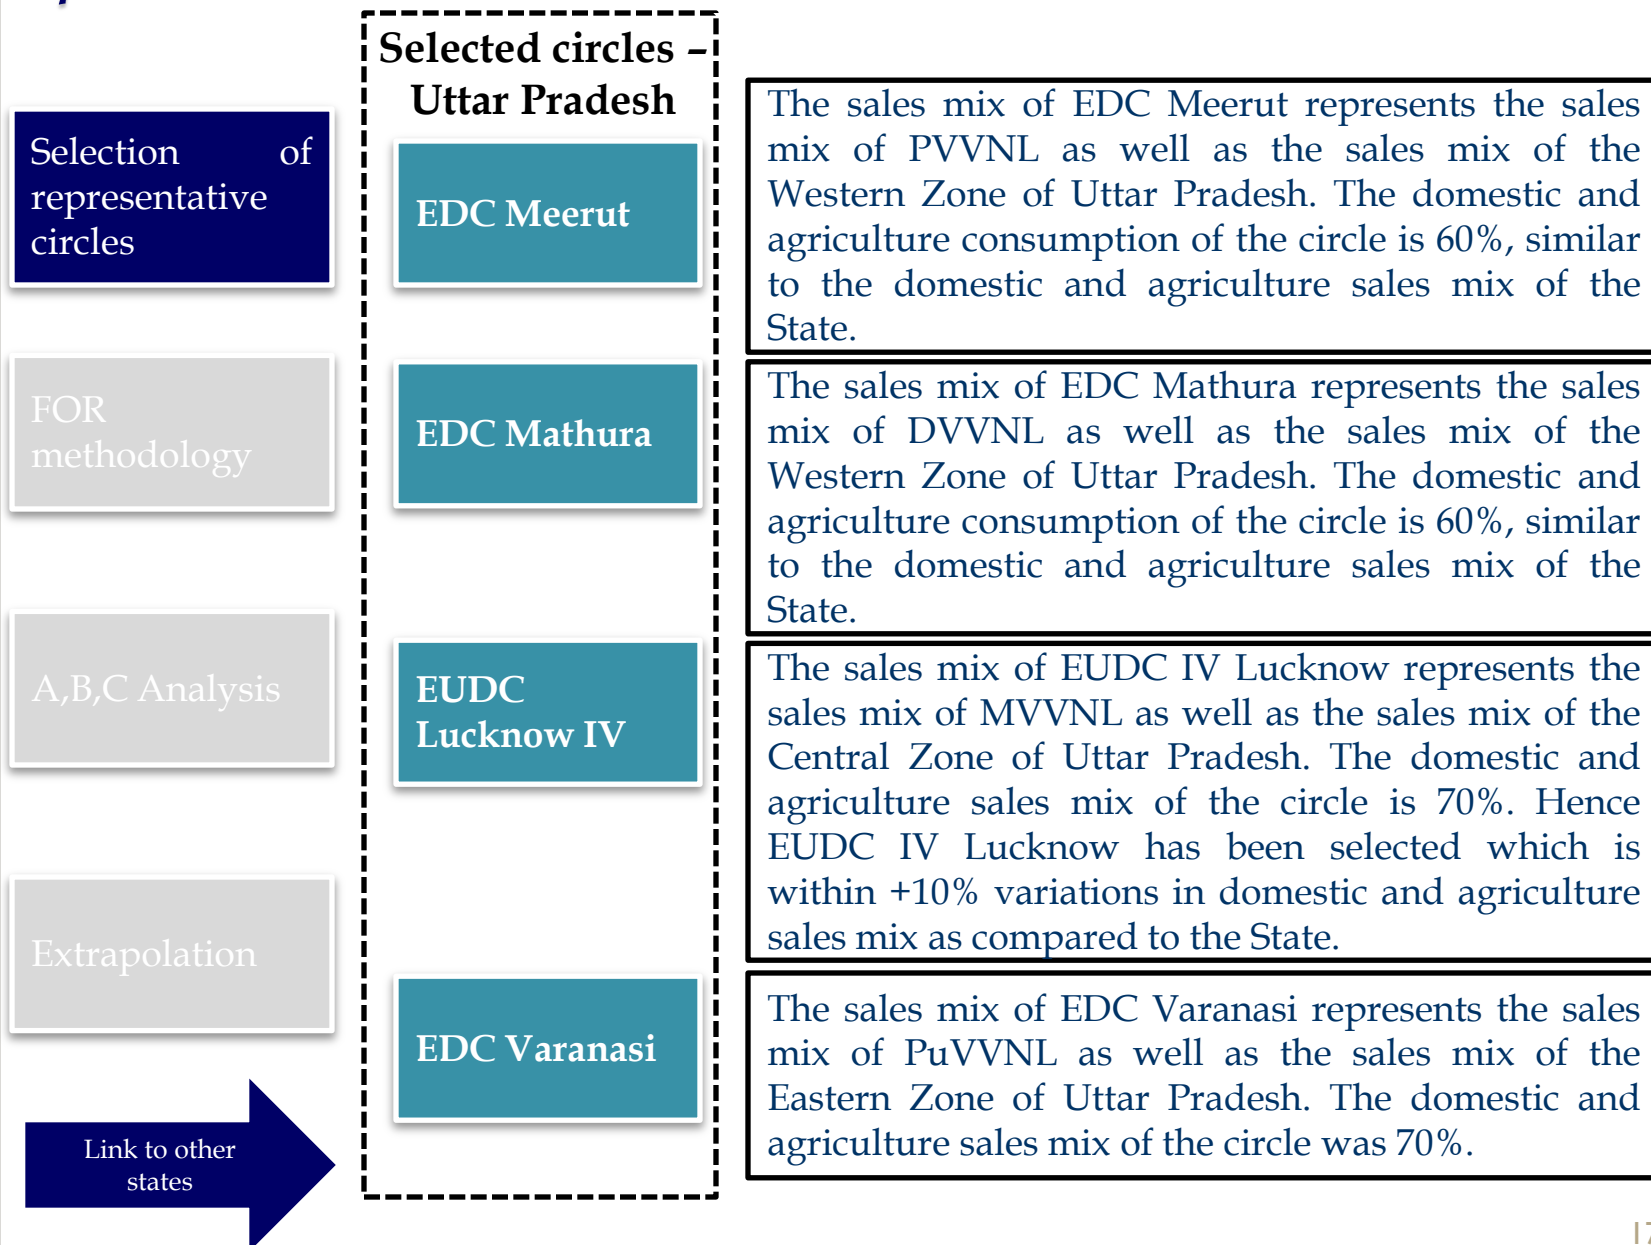 Selection of
representative
circles
FOR
methodology
A,B,C Analysis
Extrapolation
Link to other
states
Selected circles –
Uttar Pradesh
EDC Meerut
The sales mix of EDC Meerut represents the sales
mix of PVVNL as well as the sales mix of the
Western Zone of Uttar Pradesh. The domestic and
agriculture consumption of the circle is 60%, similar
to the domestic and agriculture sales mix of the
State.
EDC Mathura
The sales mix of EDC Mathura represents the sales
mix of DVVNL as well as the sales mix of the
Western Zone of Uttar Pradesh. The domestic and
agriculture consumption of the circle is 60%, similar
to the domestic and agriculture sales mix of the
State.
EUDC
Lucknow IV
The sales mix of EUDC IV Lucknow represents the
sales mix of MVVNL as well as the sales mix of the
Central Zone of Uttar Pradesh. The domestic and
agriculture sales mix of the circle is 70%. Hence
EUDC IV Lucknow has been selected which is
within +10% variations in domestic and agriculture
sales mix as compared to the State.
EDC Varanasi
The sales mix of EDC Varanasi represents the sales
mix of PuVVNL as well as the sales mix of the
Eastern Zone of Uttar Pradesh. The domestic and
agriculture sales mix of the circle was 70%.